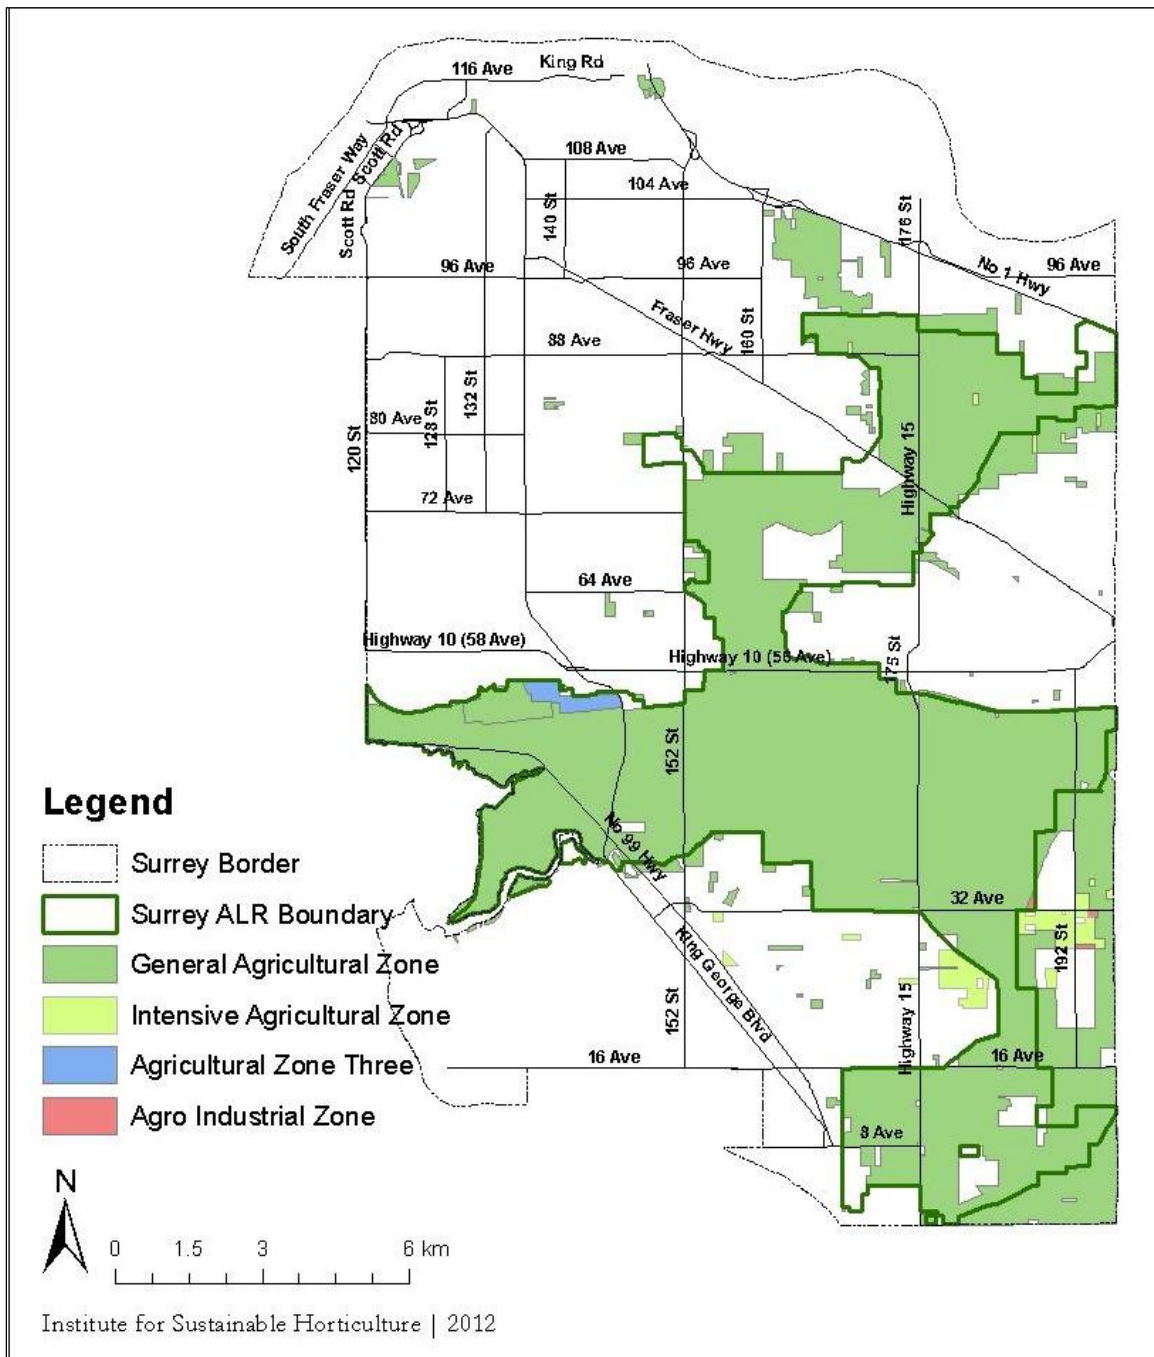 King Rd
116 Ave
South Fraser Way
Scott Rd
Scott Rd
108 Ave
104 Ave
140 St
176 St
96 Ave
96 Ave
No 1 Hwy
96 Ave
Fraser Hwy
160 St
88 Ave
132 St
80 Ave
128 St
120 St
Highway 15
72 Ave
64 Ave
Highway 10 (58 Ave)
Highway 10 (56 Ave)
175 St
152 St
No 99 Hwy
32 Ave
192 St
King George Blvd
152 St
Highway 15
16 Ave
16 Ave
8 Ave
Legend
Surrey Border
Surrey ALR Boundary
General Agricultural Zone
Intensive Agricultural Zone
Agricultural Zone Three
Agro Industrial Zone
N
0 1.5 3 6 km
Institute for Sustainable Horticulture | 2012